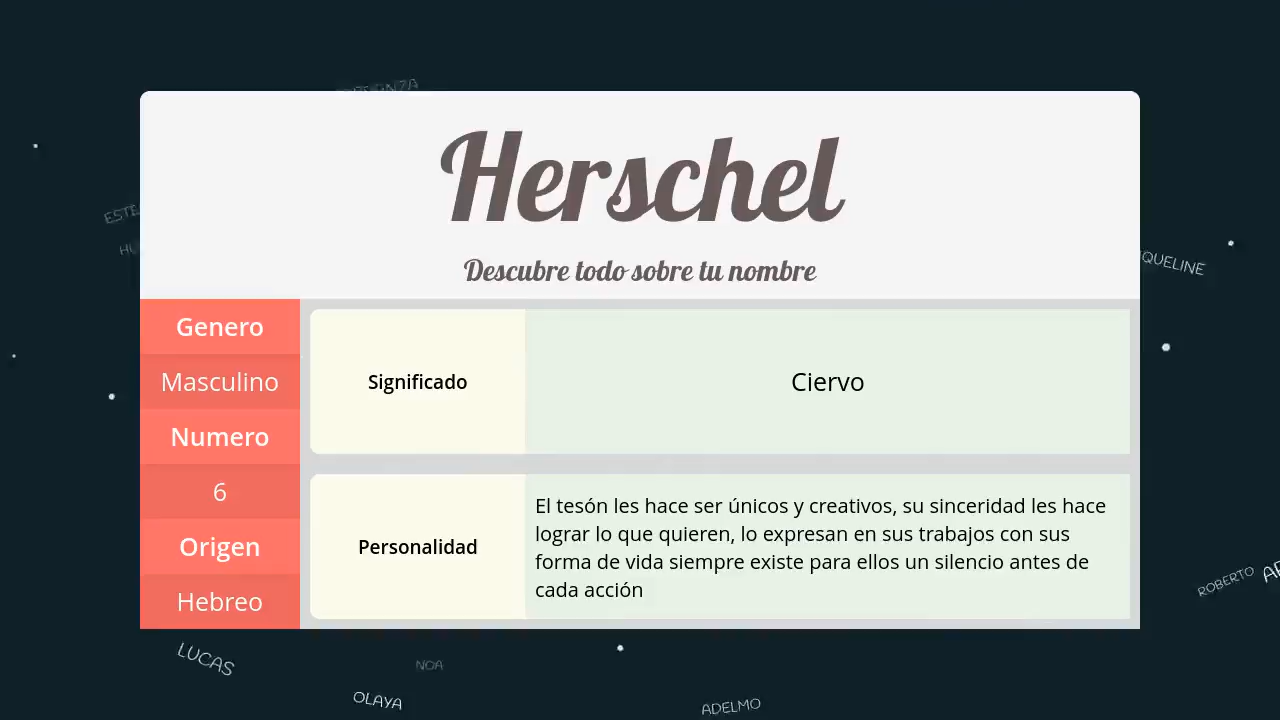 Herschel
Descubre todo sobre tu nombre
QUELINE
Genero
Masculino
Numero
6
Origen
Hebreo
Significado
Ciervo
Personalidad
El tesón les hace ser únicos y creativos, su sinceridad les hace
lograr lo que quieren, lo expresan en sus trabajos con sus
forma de vida siempre existe para ellos un silencio antes de
cada acción
ROBERTO
LUCAS
NOA
OLAYA
ADELMO